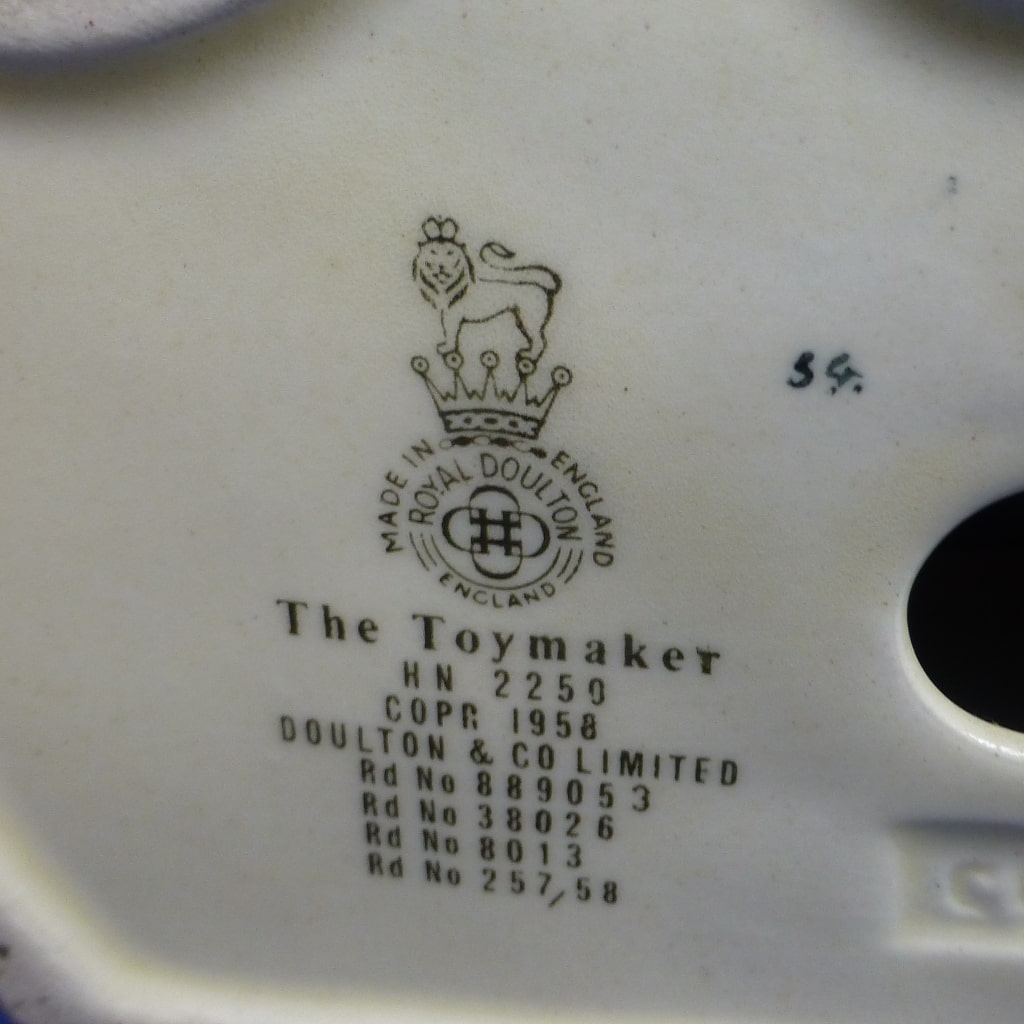 MADE IN ENGLAND
ROYAL DOULTON
ENGLAND
The Toymaker
HN 2250
COPR 1958
DOULTON & CO LIMITED
Rd No 889053
Rd No 38026
Rd No 8013
Rd No 257/58
SG.